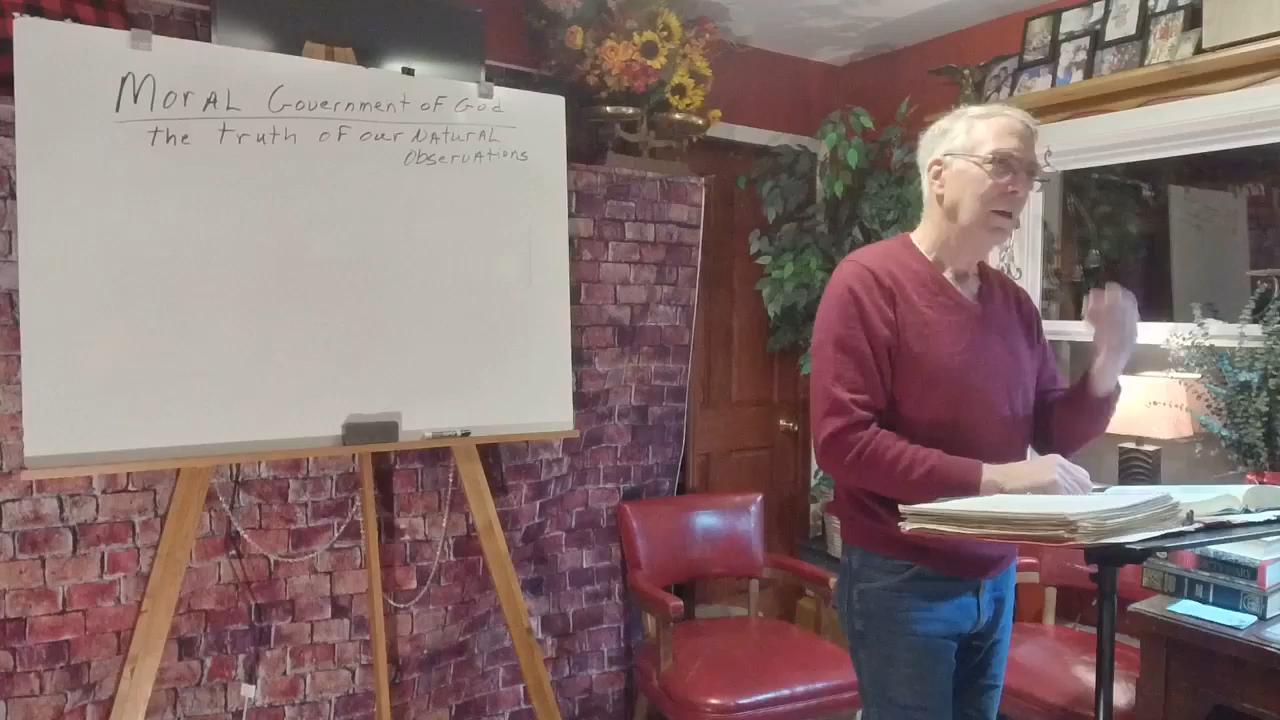 Moral Government of God
the truth of our Natural
Observations